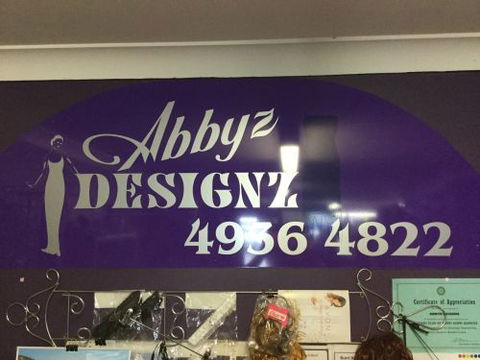 Abbyz
DESIGNZ
4936 4822
Certificate of Appreciation